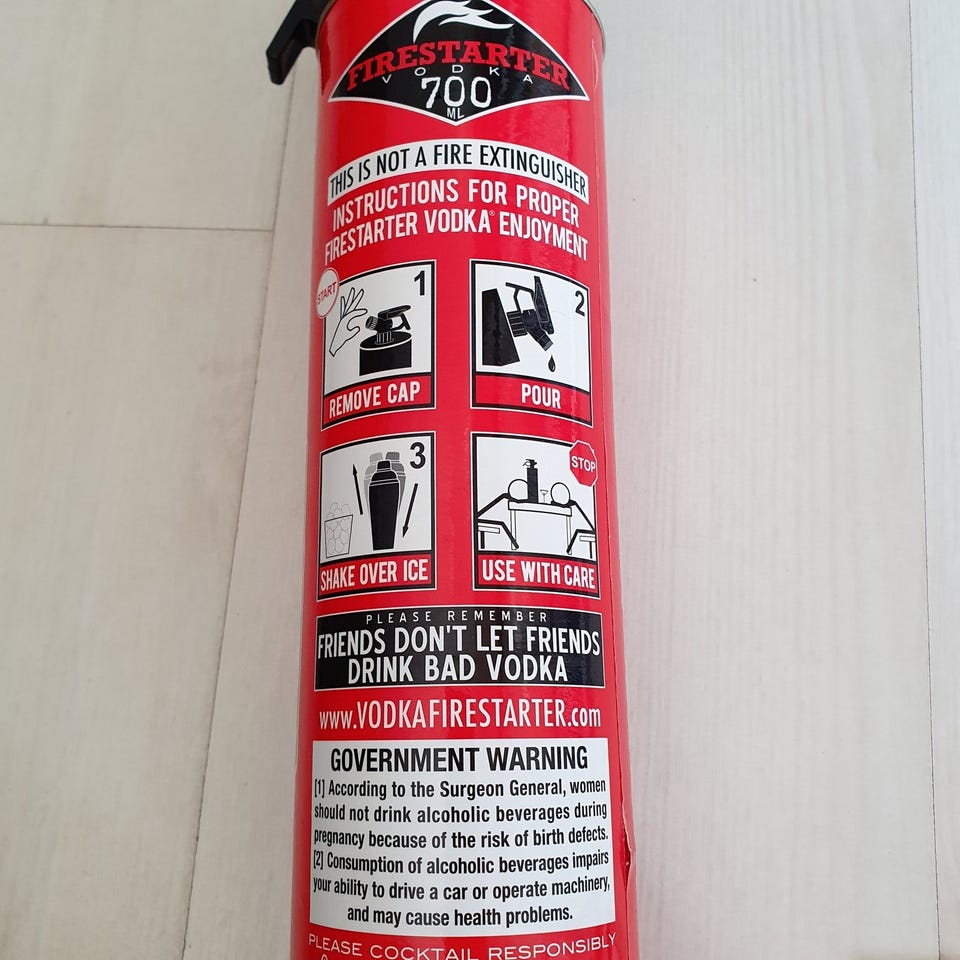 FIRESTARTER
VODKA
700
ML
THIS IS NOT A FIRE EXTINGUISHER
INSTRUCTIONS FOR PROPER
FIRESTARTER VODKA® ENJOYMENT
START
1
REMOVE CAP
2
POUR
3
SHAKE OVER ICE
STOP
USE WITH CARE
PLEASE REMEMBER
FRIENDS DON'T LET FRIENDS
DRINK BAD VODKA
www.VODKAFIRESTARTER.com
GOVERNMENT WARNING
[1] According to the Surgeon General, women
should not drink alcoholic beverages during
pregnancy because of the risk of birth defects.
[2] Consumption of alcoholic beverages impairs
your ability to drive a car or operate machinery,
and may cause health problems.
PLEASE COCKTAIL RESPONSIBLY